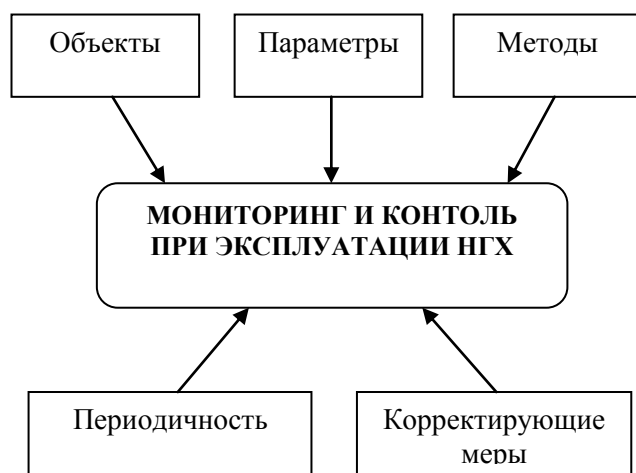 Объекты
Параметры
Методы
МОНИТОРИНГ И КОНТОЛЬ
ПРИ ЭКСПЛУАТАЦИИ НГХ
Периодичность
Корректирующие
меры